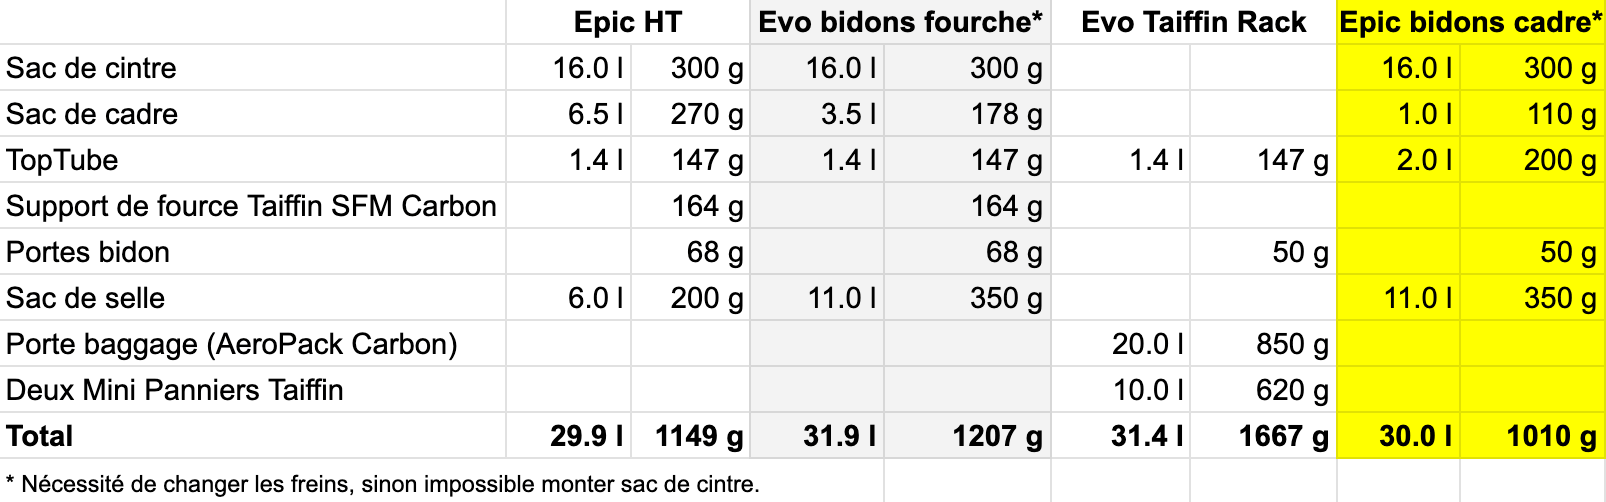 Epic HT Evo bidons fourche* Evo Taiffin Rack Epic bidons cadre*
Sac de cintre 16.0 l 300 g 16.0 l 300 g 16.0 l 300 g
Sac de cadre 6.5 l 270 g 3.5 l 178 g 1.0 l 110 g
TopTube 1.4 l 147 g 1.4 l 147 g 1.4 l 147 g 2.0 l 200 g
Support de fource Taiffin SFM Carbon 164 g 164 g
Portes bidon 68 g 68 g 50 g 50 g
Sac de selle 6.0 l 200 g 11.0 l 350 g 11.0 l 350 g
Porte baggage (AeroPack Carbon) 20.0 l 850 g
Deux Mini Panniers Taiffin 10.0 l 620 g
Total 29.9 l 1149 g 31.9 l 1207 g 31.4 l 1667 g 30.0 l 1010 g
* Nécessité de changer les freins, sinon impossible monter sac de cintre.